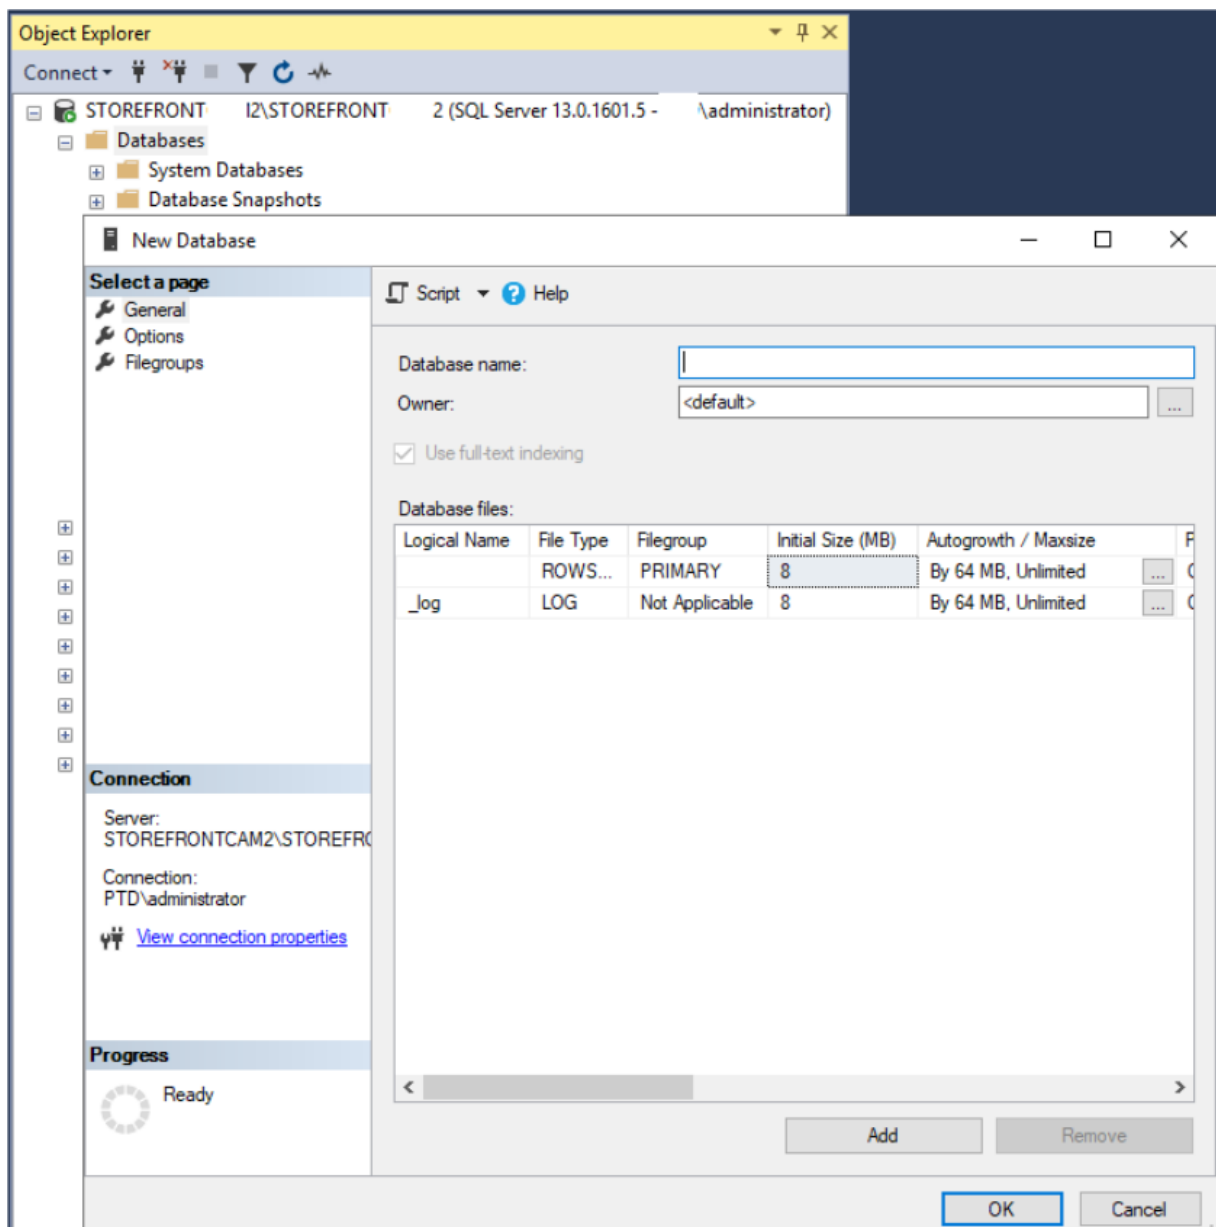 Object Explorer
Connect
STOREFRONT I2\STOREFRONT 2 (SQL Server 13.0.1601.5 - \administrator)
Databases
System Databases
Database Snapshots
New Database
Select a page
General
Options
Filegroups
Script
Help
Database name:
Owner:
<default>
...
Use full-text indexing
Database files:
Logical Name File Type Filegroup Initial Size (MB) Autogrowth / Maxsize
ROWS... PRIMARY 8 By 64 MB, Unlimited ...
_log LOG Not Applicable 8 By 64 MB, Unlimited ...
Connection
Server:
STOREFRONTCAM2\STOREFR
Connection:
PTD\administrator
View connection properties
Progress
Ready
Add Remove
OK Cancel